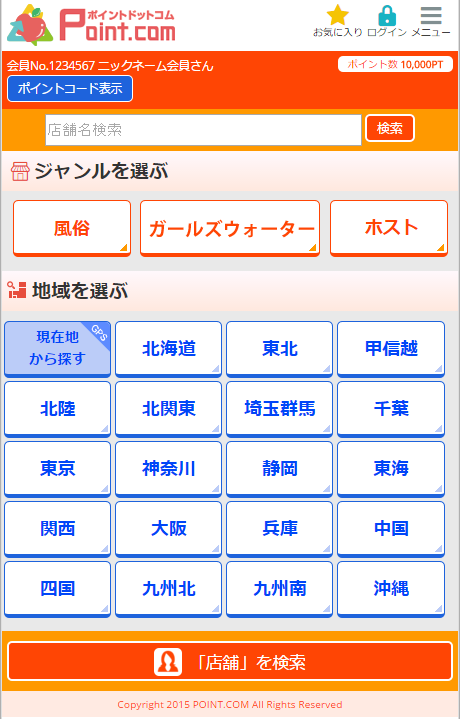 ポイントドットコム
Point.com
お気に入り ログイン メニュー
会員No.1234567 ニックネーム会員さん
ポイント数 10,000PT
ポイントコード表示
店舗名検索
検索
ジャンルを選ぶ
風俗
ガールズウォーター
ホスト
地域を選ぶ
現在地
から探す
GPS
北海道
東北
甲信越
北陸
北関東
埼玉群馬
千葉
東京
神奈川
静岡
東海
関西
大阪
兵庫
中国
四国
九州北
九州南
沖縄
「店舗」を検索
Copyright 2015 POINT.COM All Rights Reserved